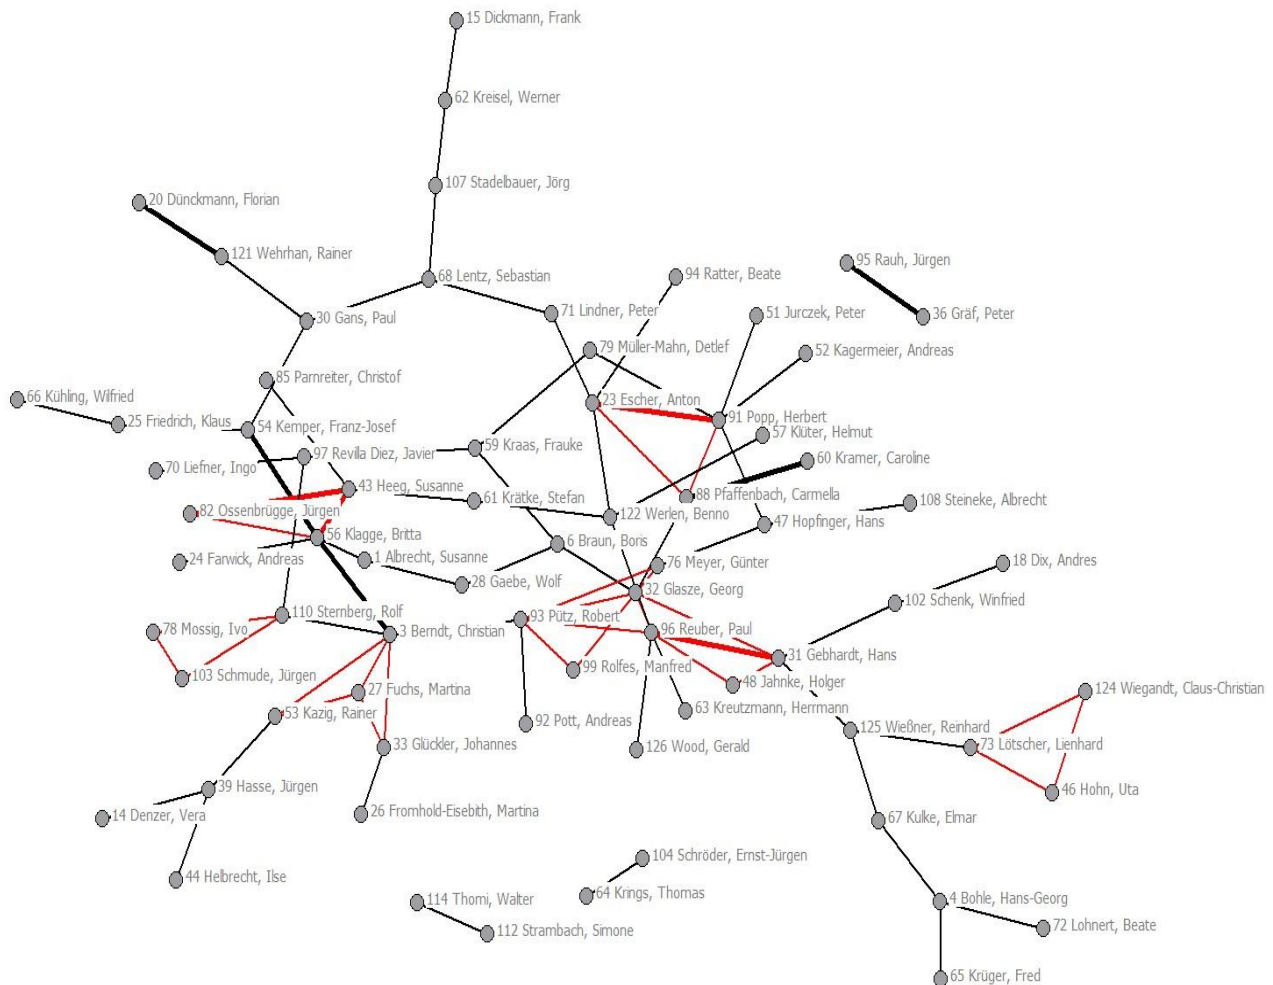 15 Dickmann, Frank
62 Kreisel, Werner
107 Stadelbauer, Jörg
20 Dünckmann, Florian
121 Wehrhan, Rainer
95 Rauh, Jürgen
68 Lentz, Sebastian
94 Ratter, Beate
71 Lindner, Peter
51 Jurczek, Peter
36 Gräf, Peter
30 Gans, Paul
79 Müller-Mahn, Detlef
52 Kagermeier, Andreas
85 Parnreiter, Christof
66 Kühling, Wilfried
23 Escher, Anton
91 Popp, Herbert
25 Friedrich, Klaus
54 Kemper, Franz-Josef
57 Klüter, Helmut
59 Kraas, Frauke
97 Revilla Diez, Javier
60 Kramer, Caroline
70 Liefner, Ingo
43 Heeg, Susanne
88 Pfaffenbach, Carmella
61 Krätke, Stefan
108 Steineke, Albrecht
82 Ossenbrügge, Jürgen
122 Werlen, Benno
47 Hopfinger, Hans
56 Klagge, Britta
6 Braun, Boris
24 Farwick, Andreas
1 Albrecht, Susanne
76 Meyer, Günter
18 Dix, Andres
28 Gaebe, Wolf
32 Glasze, Georg
102 Schenk, Winfried
110 Sternberg, Rolf
93 Pütz, Robert
78 Mossig, Ivo
3 Berndt, Christian
96 Reuber, Paul
31 Gebhardt, Hans
99 Rolfes, Manfred
103 Schmude, Jürgen
48 Jahnke, Holger
27 Fuchs, Martina
124 Wiegandt, Claus-Christian
63 Kreutzmann, Herrmann
53 Kazig, Rainer
92 Pott, Andreas
125 Wießner, Reinhard
33 Glückler, Johannes
126 Wood, Gerald
73 Lötscher, Lienhard
39 Hasse, Jürgen
46 Hohn, Uta
26 Fromhold-Eisebith, Martina
14 Denzer, Vera
67 Kulke, Elmar
104 Schröder, Ernst-Jürgen
44 Helbrecht, Ilse
64 Krings, Thomas
114 Thomi, Walter
4 Bohle, Hans-Georg
72 Lohnert, Beate
112 Strambach, Simone
65 Krüger, Fred